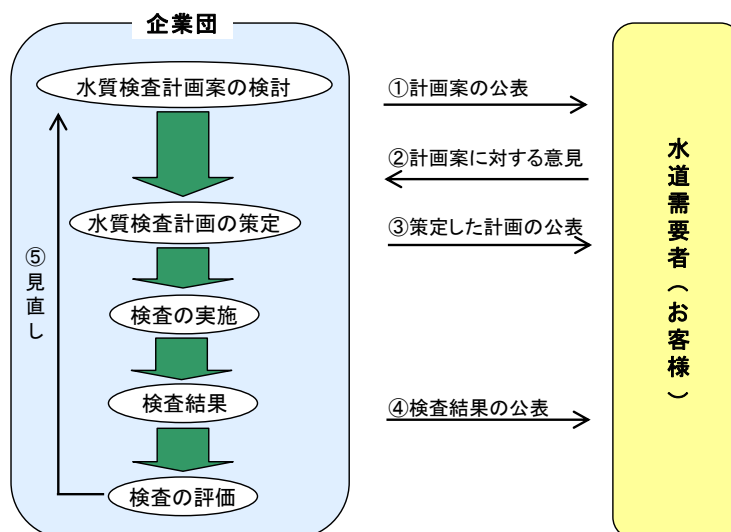 企業団
水質検査計画案の検討
①計画案の公表
②計画案に対する意見
水質検査計画の策定
③策定した計画の公表
⑤見直し
検査の実施
検査結果
④検査結果の公表
検査の評価
水道需要者(お客様)